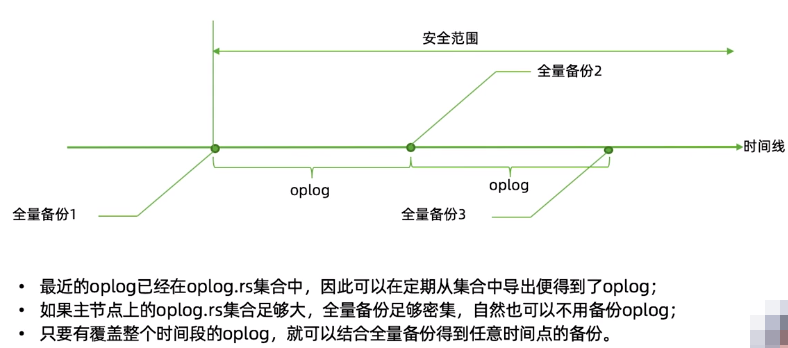 安全范围
全量备份2
时间线
oplog
oplog
全量备份1
全量备份3
• 最近的oplog已经在oplog.rs集合中，因此可以在定期从集合中导出便得到了oplog；
• 如果主节点上的oplog.rs集合足够大，全量备份足够密集，自然也可以不用备份oplog；
• 只要有覆盖整个时间段的oplog，就可以结合全量备份得到任意时间点的备份。